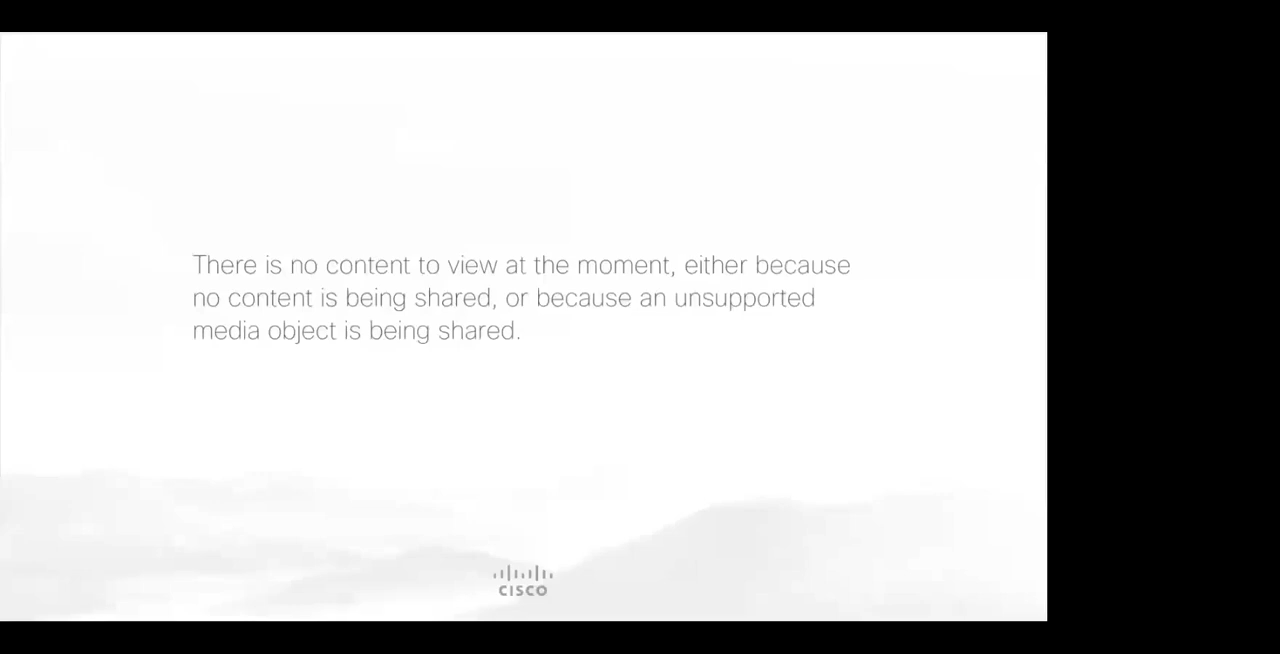 There is no content to view at the moment, either because
no content is being shared, or because an unsupported
media object is being shared.
CISCO